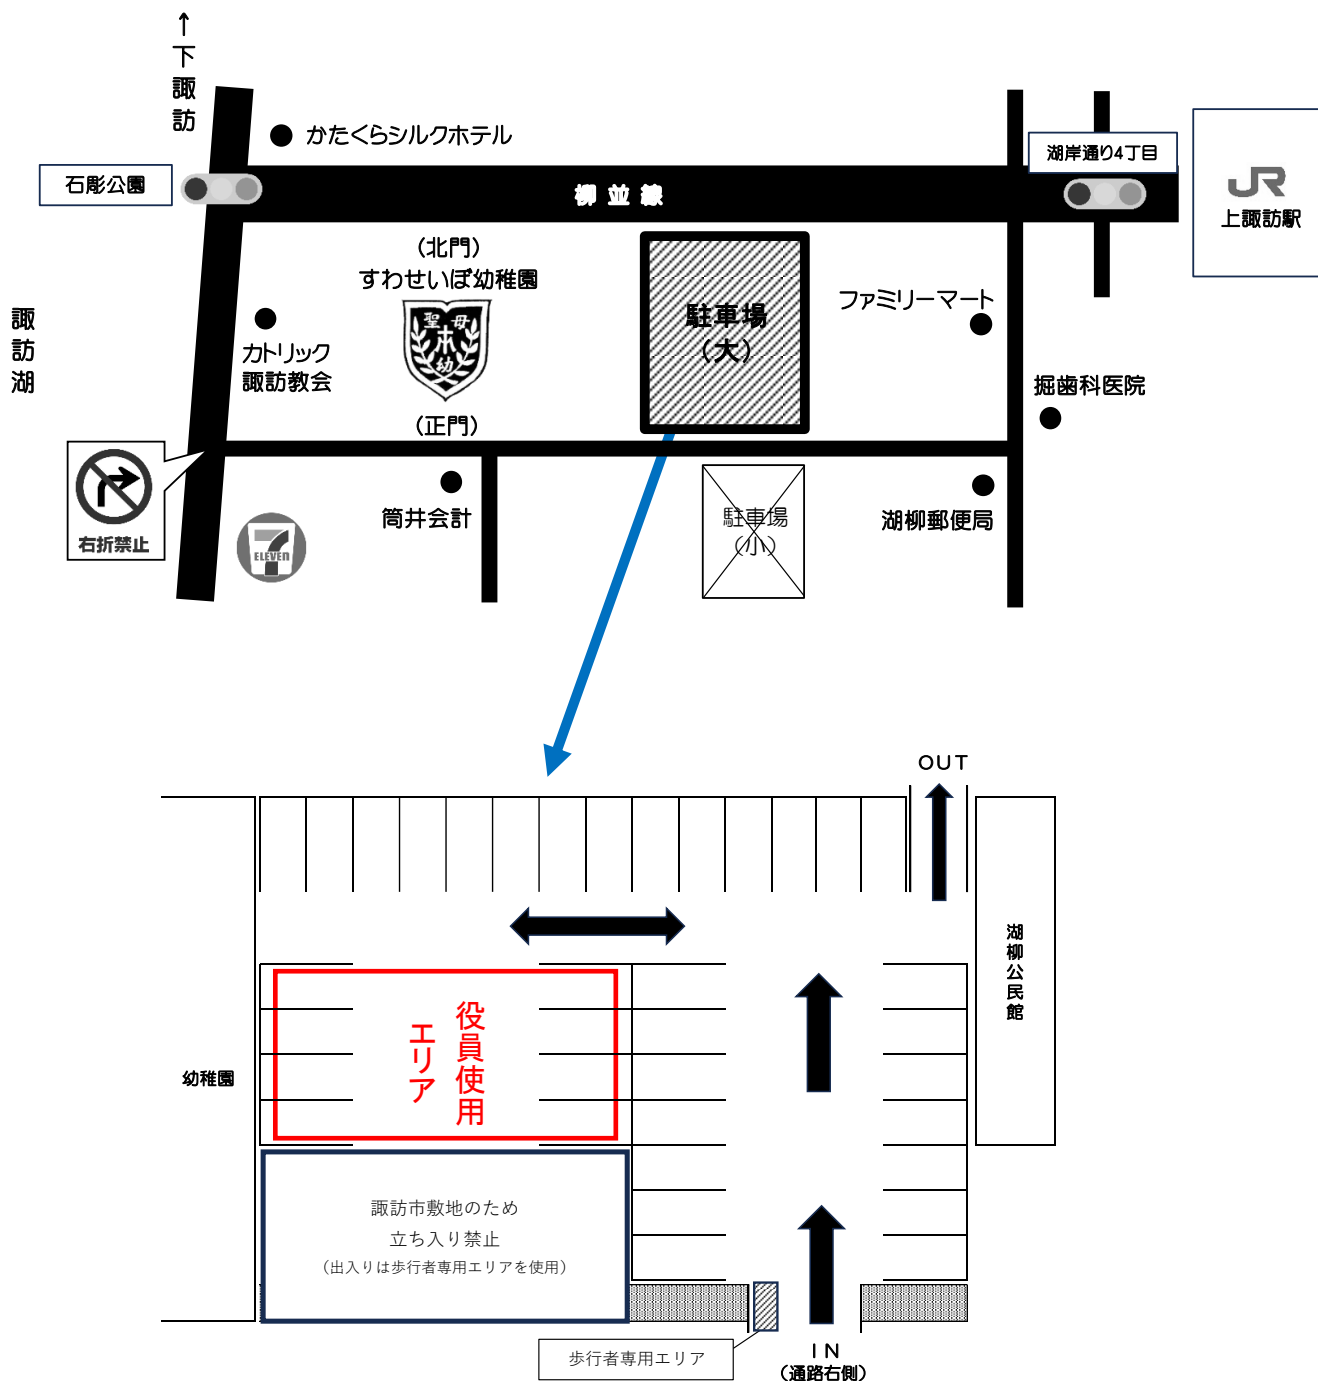 ↑下諏訪
かたくらシルクホテル
石彫公園
柳並線
湖岸通り4丁目
JR
上諏訪駅
(北門)
すわせいぼ幼稚園
聖母
幼
(正門)
駐車場
(大)
ファミリーマート
諏訪湖
カトリック
諏訪教会
掘歯科医院
右折禁止
7
ELEVEn
筒井会計
駐車場
(小)
湖柳郵便局
OUT
湖柳公民館
役員使用
エリア
幼稚園
諏訪市敷地のため
立ち入り禁止
(出入りは歩行者専用エリアを使用)
歩行者専用エリア
IN
(通路右側)